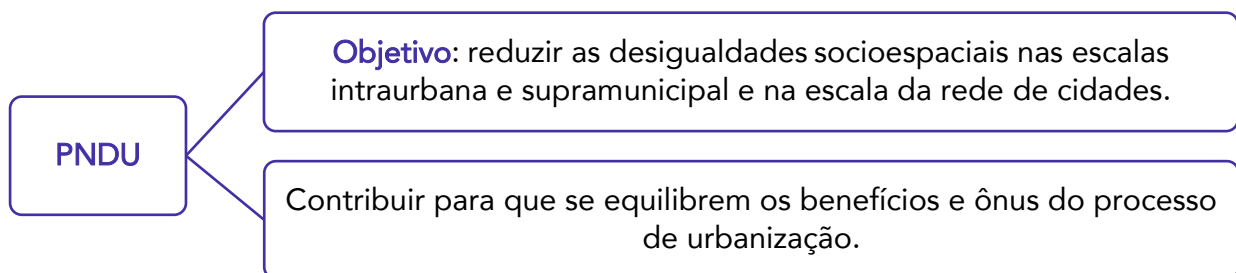 Objetivo: reduzir as desigualdades socioespaciais nas escalas
intraurbana e supramunicipal e na escala da rede de cidades.
PNDU
Contribuir para que se equilibrem os benefícios e ônus do processo
de urbanização.